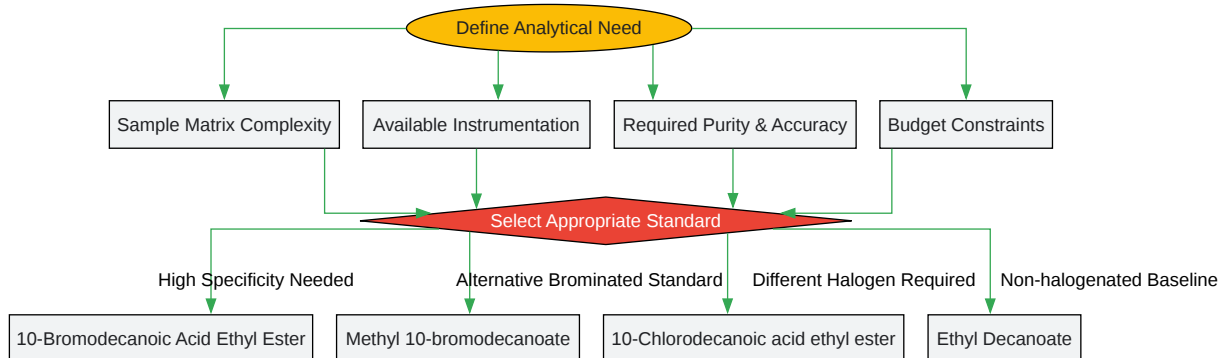 Define Analytical Need
Sample Matrix Complexity
Available Instrumentation
Required Purity & Accuracy
Budget Constraints
Select Appropriate Standard
High Specificity Needed
Alternative Brominated Standard
Different Halogen Required
Non-halogenated Baseline
10-Bromodecanoic Acid Ethyl Ester
Methyl 10-bromodecanoate
10-Chlorodecanoic acid ethyl ester
Ethyl Decanoate